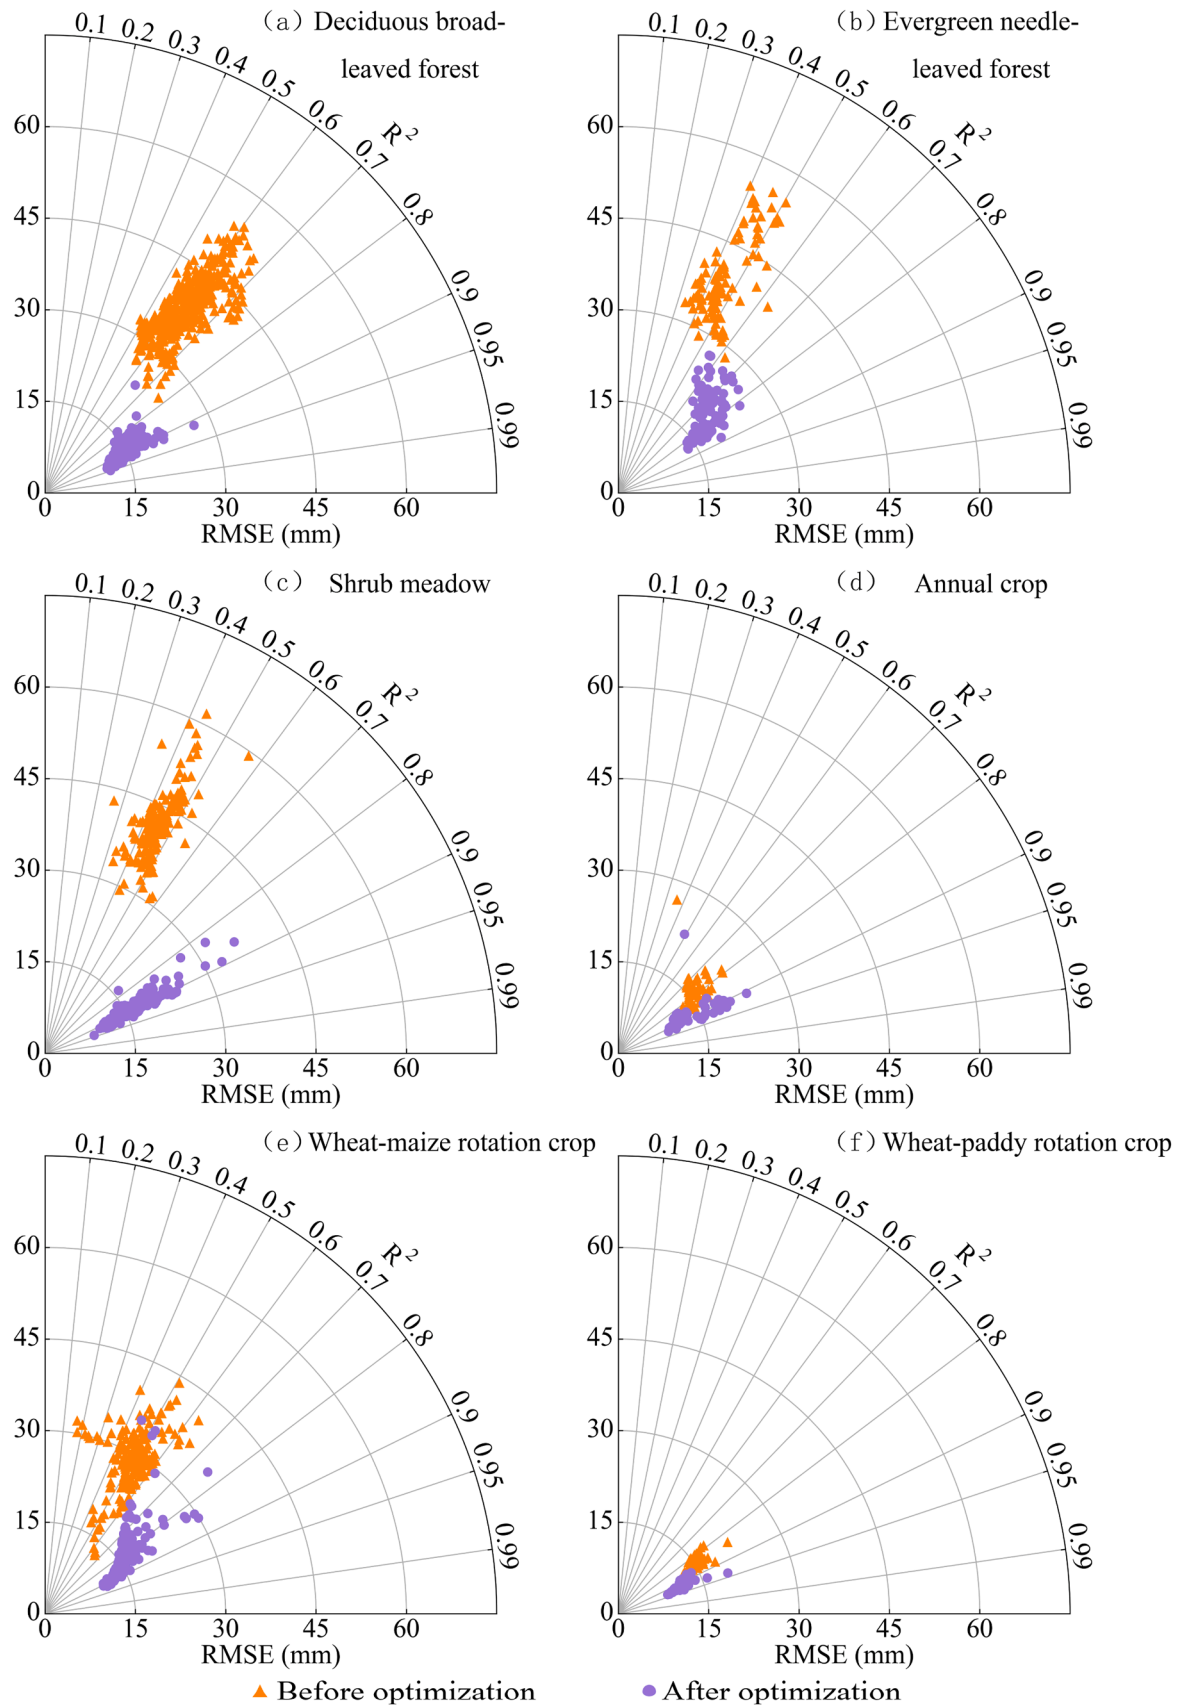 (a) Deciduous broad-
leaved forest
0.1 0.2 0.3 0.4 0.5 0.6 0.7 0.8 0.9 0.95 0.99
R²
60
45
30
15
0
0 15 30 45 60
RMSE (mm)
(b) Evergreen needle-
leaved forest
0.1 0.2 0.3 0.4 0.5 0.6 0.7 0.8 0.9 0.95 0.99
R²
60
45
30
15
0
0 15 30 45 60
RMSE (mm)
(c) Shrub meadow
0.1 0.2 0.3 0.4 0.5 0.6 0.7 0.8 0.9 0.95 0.99
R²
60
45
30
15
0
0 15 30 45 60
RMSE (mm)
(d) Annual crop
0.1 0.2 0.3 0.4 0.5 0.6 0.7 0.8 0.9 0.95 0.99
R²
60
45
30
15
0
0 15 30 45 60
RMSE (mm)
(e) Wheat-maize rotation crop
0.1 0.2 0.3 0.4 0.5 0.6 0.7 0.8 0.9 0.95 0.99
R²
60
45
30
15
0
0 15 30 45 60
RMSE (mm)
(f) Wheat-paddy rotation crop
0.1 0.2 0.3 0.4 0.5 0.6 0.7 0.8 0.9 0.95 0.99
R²
60
45
30
15
0
0 15 30 45 60
RMSE (mm)
Before optimization
After optimization